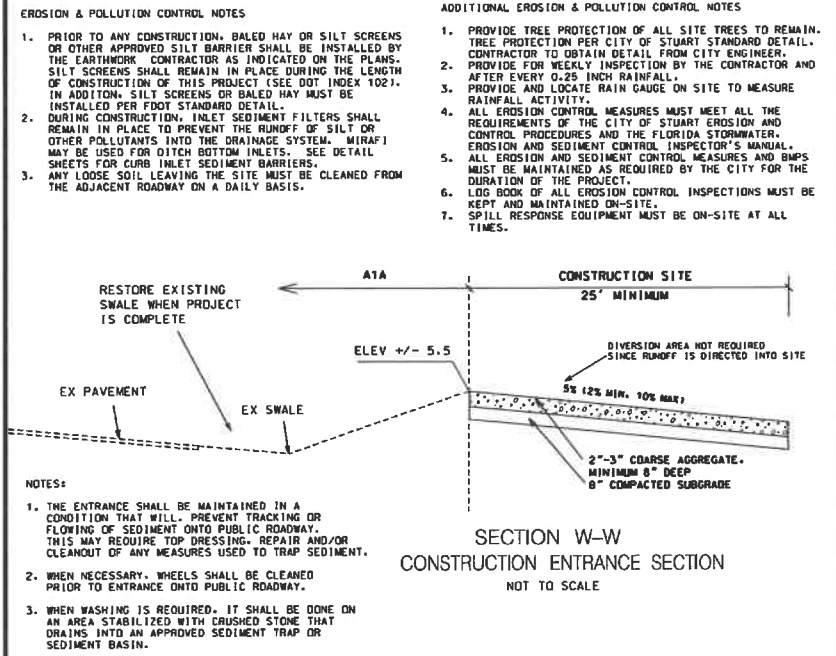 EROSION & POLLUTION CONTROL NOTES
1. PRIOR TO ANY CONSTRUCTION. BALED HAY OR SILT SCREENS
OR OTHER APPROVED SILT BARRIER SHALL BE INSTALLED BY
THE EARTHWORK CONTRACTOR AS INDICATED ON THE PLANS.
SILT SCREENS SHALL REMAIN IN PLACE DURING THE LENGTH
OF CONSTRUCTION OF THIS PROJECT (SEE DOT INDEX 102).
IN ADDITON. SILT SCREENS OR BALED HAY MUST BE
INSTALLED PER FDOT STANDARD DETAIL.
2. DURING CONSTRUCTION. INLET SEDIMENT FILTERS SHALL
REMAIN IN PLACE TO PREVENT THE RUNOFF OF SILT OR
OTHER POLLUTANTS INTO THE DRAINAGE SYSTEM. MIRAFI
MAY BE USED FOR DITCH BOTTOM INLETS. SEE DETAIL
SHEETS FOR CURB INLET SEDIMENT BARRIERS.
3. ANY LOOSE SOIL LEAVING THE SITE MUST BE CLEANED FROM
THE ADJACENT ROADWAY ON A DAILY BASIS.
ADDITIONAL EROSION & POLLUTION CONTROL NOTES
1. PROVIDE TREE PROTECTION OF ALL SITE TREES TO REMAIN.
TREE PROTECTION PER CITY OF STUART STANDARD DETAIL.
CONTRACTOR TO OBTAIN DETAIL FROM CITY ENGINEER.
2. PROVIDE FOR WEEKLY INSPECTION BY THE CONTRACTOR AND
AFTER EVERY 0.25 INCH RAINFALL.
3. PROVIDE AND LOCATE RAIN GAUGE ON SITE TO MEASURE
RAINFALL ACTIVITY.
4. ALL EROSION CONTROL MEASURES MUST MEET ALL THE
REQUIREMENTS OF THE CITY OF STUART EROSION AND
CONTROL PROCEDURES AND THE FLORIDA STORMWATER.
EROSION AND SEDIMENT CONTROL INSPECTOR'S MANUAL.
5. ALL EROSION AND SEDIMENT CONTROL MEASURES AND BMPS
MUST BE MAINTAINED AS REQUIRED BY THE CITY FOR THE
DURATION OF THE PROJECT.
6. LOG BOOK OF ALL EROSION CONTROL INSPECTIONS MUST BE
KEPT AND MAINTAINED ON-SITE.
7. SPILL RESPONSE EQUIPMENT MUST BE ON-SITE AT ALL
TIMES.
A1A
CONSTRUCTION SITE
25' MINIMUM
RESTORE EXISTING
SWALE WHEN PROJECT
IS COMPLETE
ELEV +/- 5.5
DIVERSION AREA NOT REQUIRED
SINCE RUNOFF IS DIRECTED INTO SITE
5% (2% MIN. 10% MAX)
EX PAVEMENT
EX SWALE
2"-3" COARSE AGGREGATE.
MINIMUM 8" DEEP
8" COMPACTED SUBGRADE
NOTES:
1. THE ENTRANCE SHALL BE MAINTAINED IN A
CONDITION THAT WILL. PREVENT TRACKING OR
FLOWING OF SEDIMENT ONTO PUBLIC ROADWAY.
THIS MAY REQUIRE TOP DRESSING. REPAIR AND/OR
CLEANOUT OF ANY MEASURES USED TO TRAP SEDIMENT.
2. WHEN NECESSARY. WHEELS SHALL BE CLEANED
PRIOR TO ENTRANCE ONTO PUBLIC ROADWAY.
3. WHEN WASHING IS REQUIRED. IT SHALL BE DONE ON
AN AREA STABILIZED WITH CRUSHED STONE THAT
DRAINS INTO AN APPROVED SEDIMENT TRAP OR
SEDIMENT BASIN.
SECTION W-W
CONSTRUCTION ENTRANCE SECTION
NOT TO SCALE